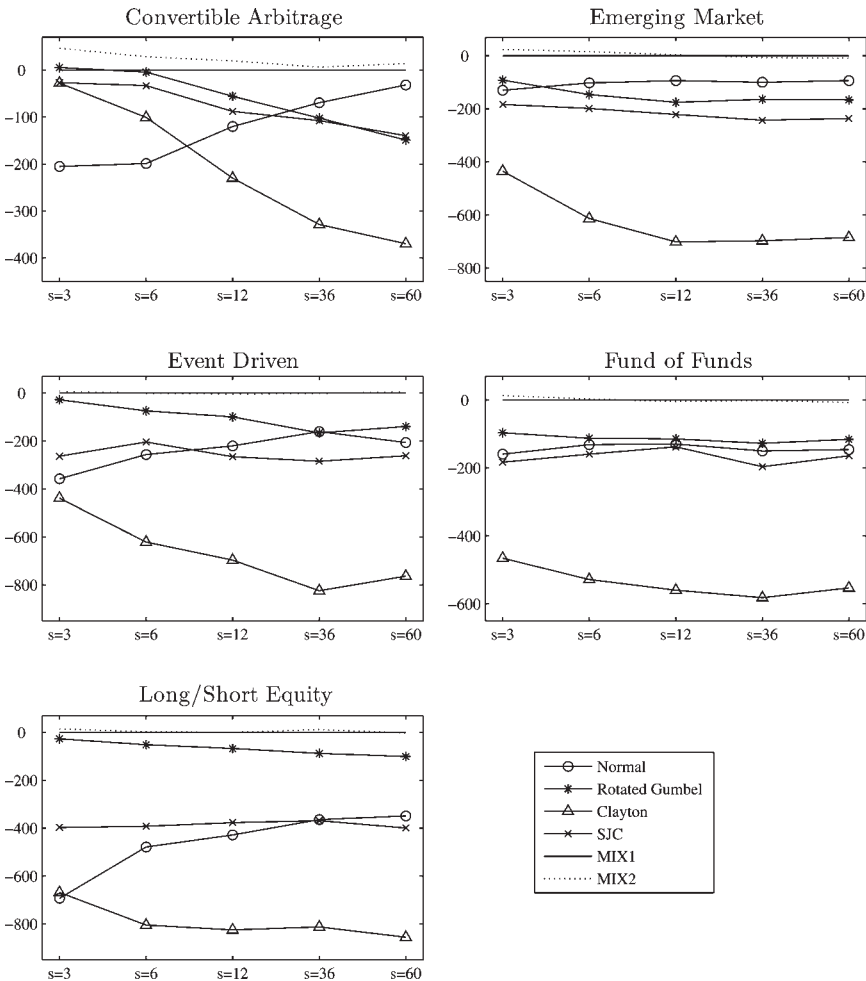 Convertible Arbitrage
0
−100
−200
−300
−400
s=3 s=6 s=12 s=36 s=60
Emerging Market
0
−200
−400
−600
−800
s=3 s=6 s=12 s=36 s=60
Event Driven
0
−200
−400
−600
−800
s=3 s=6 s=12 s=36 s=60
Fund of Funds
0
−200
−400
−600
s=3 s=6 s=12 s=36 s=60
Long/Short Equity
0
−200
−400
−600
−800
s=3 s=6 s=12 s=36 s=60
Normal
Rotated Gumbel
Clayton
SJC
MIX1
MIX2